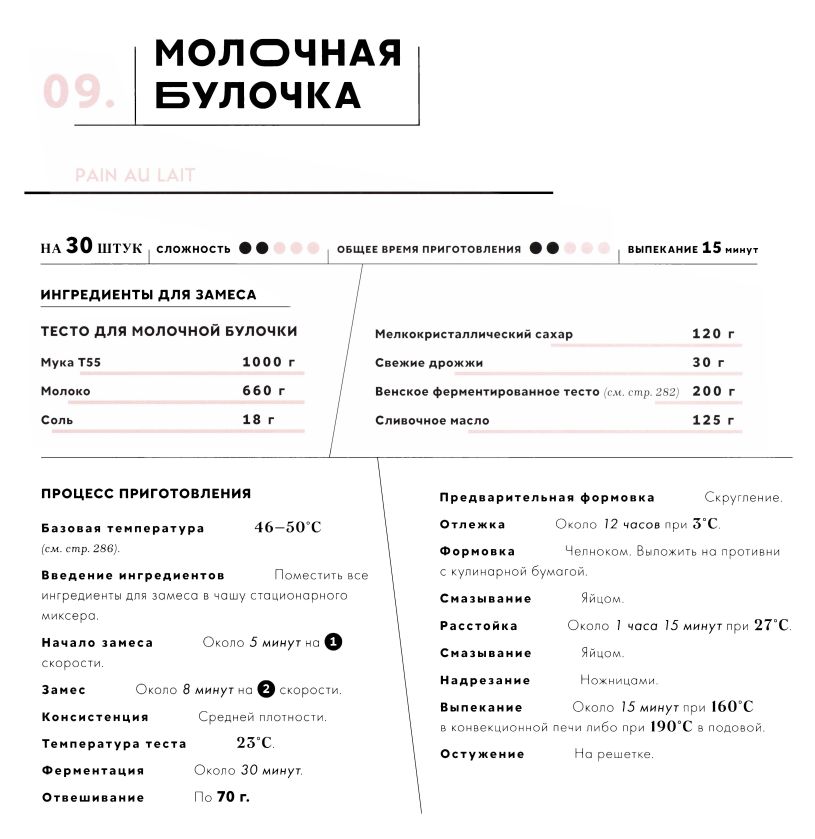 09.
МОЛОЧНАЯ
БУЛОЧКА
PAIN AU LAIT
НА 30 ШТУК
СЛОЖНОСТЬ
ОБЩЕЕ ВРЕМЯ ПРИГОТОВЛЕНИЯ
ВЫПЕКАНИЕ 15 минут
ИНГРЕДИЕНТЫ ДЛЯ ЗАМЕСА
ТЕСТО ДЛЯ МОЛОЧНОЙ БУЛОЧКИ
Мука Т55 1000 г
Молоко 660 г
Соль 18 г
Мелкокристаллический сахар 120 г
Свежие дрожжи 30 г
Венское ферментированное тесто (см. стр. 282) 200 г
Сливочное масло 125 г
ПРОЦЕСС ПРИГОТОВЛЕНИЯ
Базовая температура 46–50°C
(см. стр. 286).
Введение ингредиентов Поместить все
ингредиенты для замеса в чашу стационарного
миксера.
Начало замеса Около 5 минут на 1
скорости.
Замес Около 8 минут на 2 скорости.
Консистенция Средней плотности.
Температура теста 23°C.
Ферментация Около 30 минут.
Отвешивание По 70 г.
Предварительная формовка Скругление.
Отлежка Около 12 часов при 3°C.
Формовка Челноком. Выложить на противни
с кулинарной бумагой.
Смазывание Яйцом.
Расстойка Около 1 часа 15 минут при 27°C.
Смазывание Яйцом.
Надрезание Ножницами.
Выпекание Около 15 минут при 160°C
в конвекционной печи либо при 190°C в подовой.
Остужение На решетке.